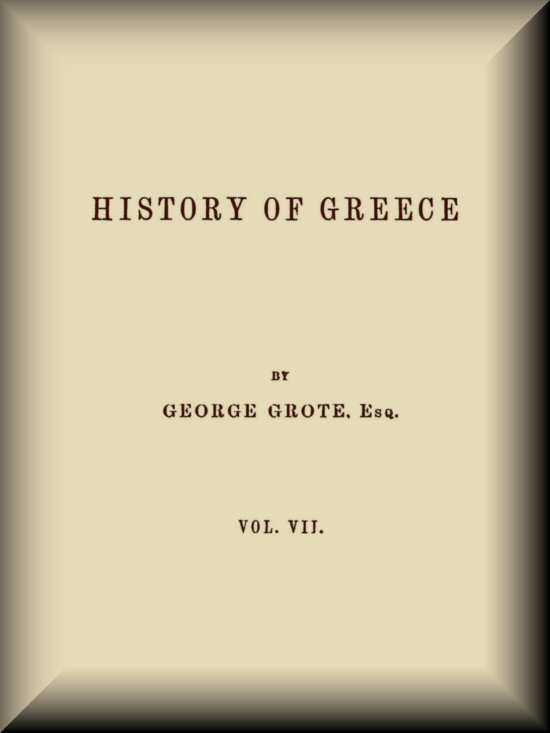 HISTORY OF GREECE
BY
GEORGE GROTE, Esq.
VOL. VII.